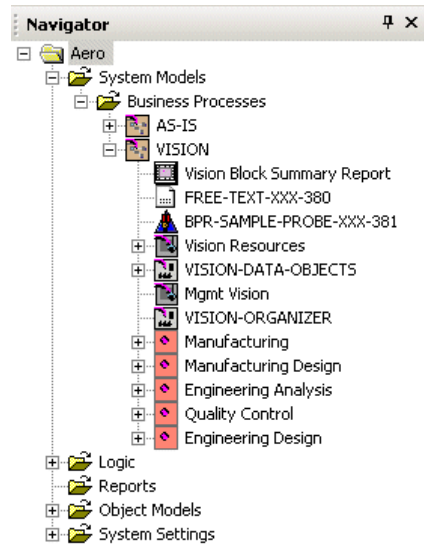 Navigator
Aero
System Models
Business Processes
AS-IS
VISION
Vision Block Summary Report
FREE-TEXT-XXX-380
BPR-SAMPLE-PROBE-XXX-381
Vision Resources
VISION-DATA-OBJECTS
Mgmt Vision
VISION-ORGANIZER
Manufacturing
Manufacturing Design
Engineering Analysis
Quality Control
Engineering Design
Logic
Reports
Object Models
System Settings